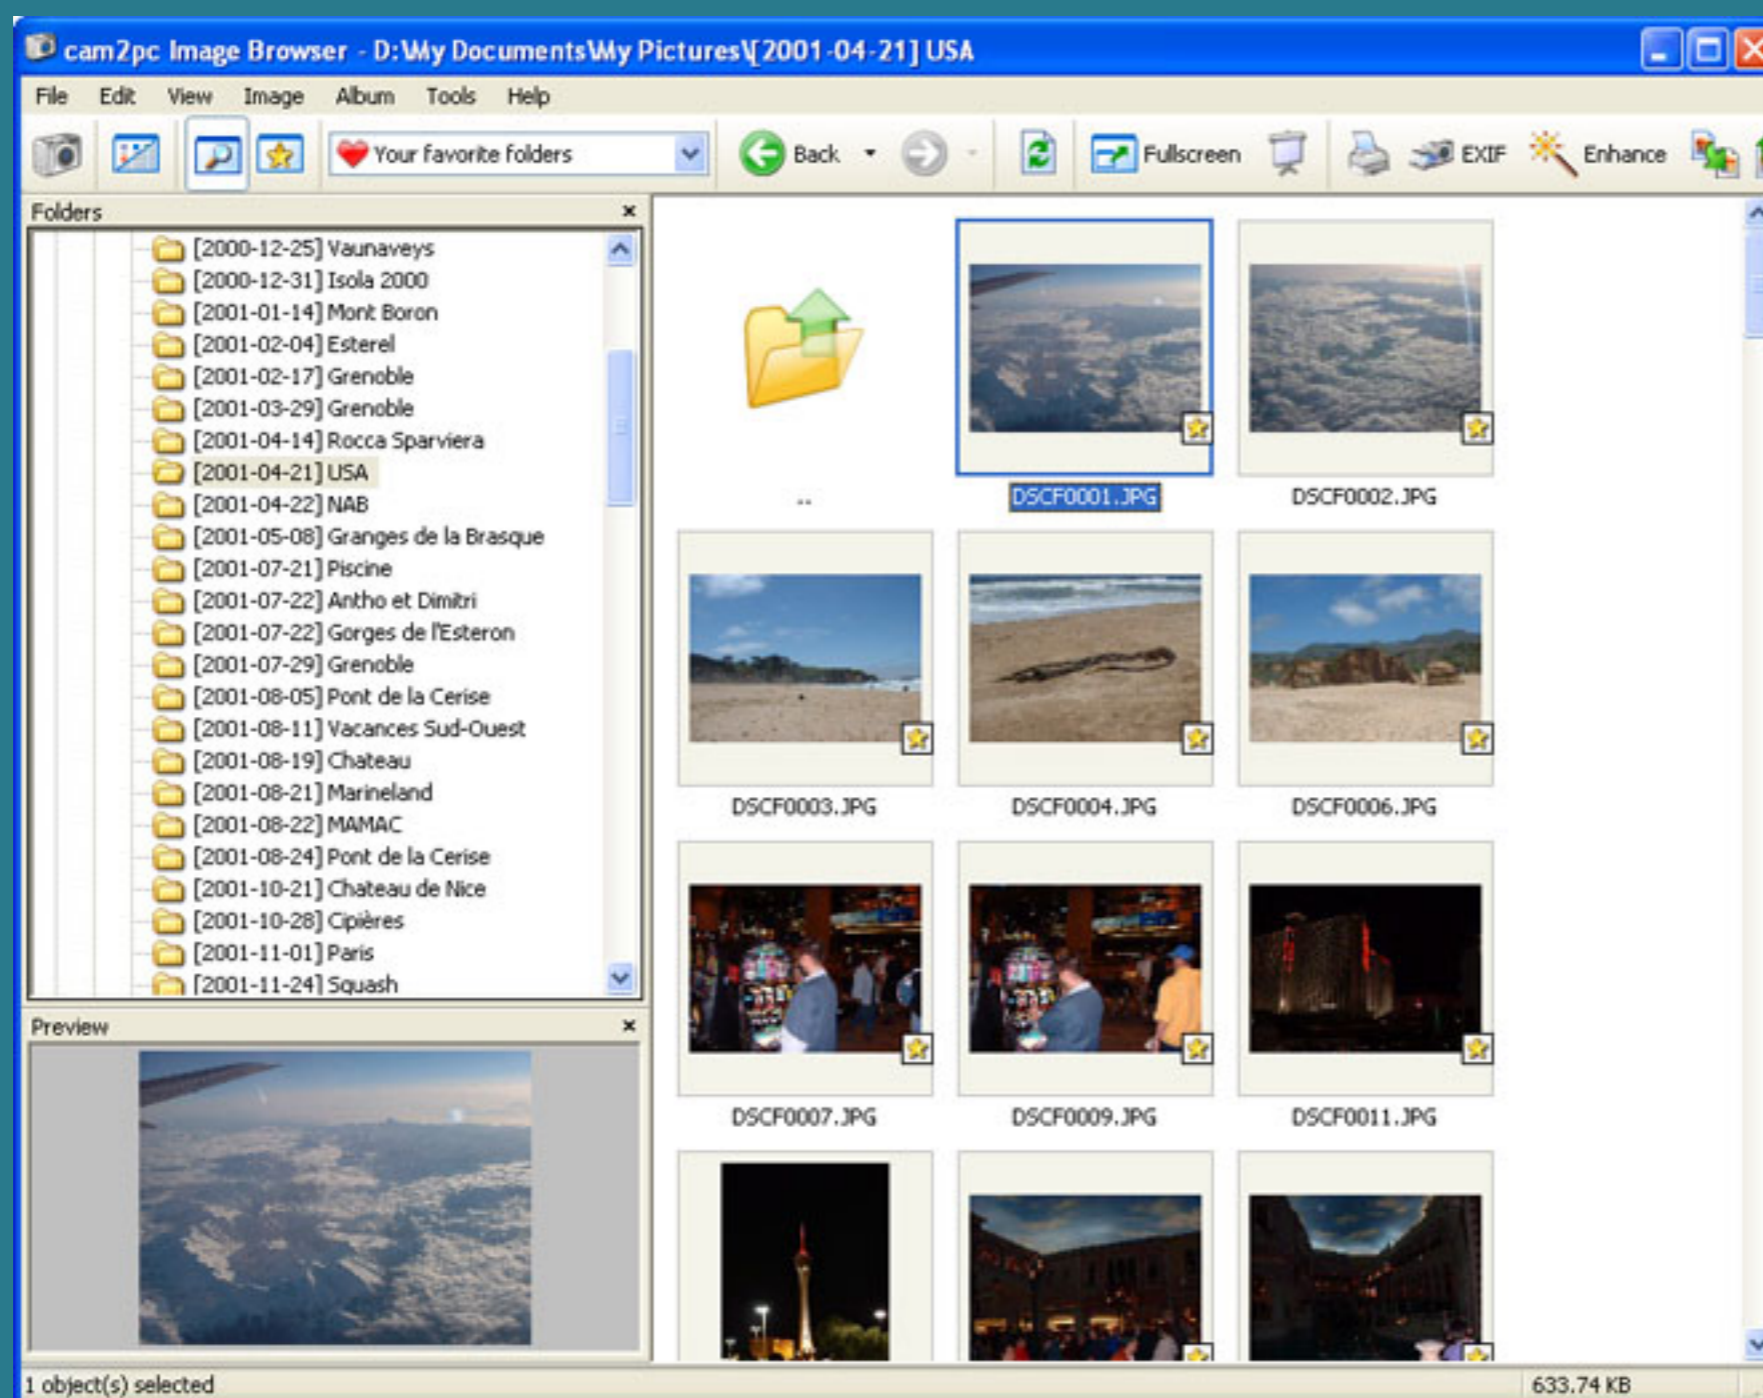 cam2pc Image Browser - D:\My Documents\My Pictures\[2001-04-21] USA
File Edit View Image Album Tools Help
Your favorite folders Back Fullscreen EXIF Enhance
Folders
[2000-12-25] Vaunaveys
[2000-12-31] Isola 2000
[2001-01-14] Mont Boron
[2001-02-04] Esterel
[2001-02-17] Grenoble
[2001-03-29] Grenoble
[2001-04-14] Rocca Sparviera
[2001-04-21] USA
[2001-04-22] NAB
[2001-05-08] Granges de la Brasque
[2001-07-21] Piscine
[2001-07-22] Antho et Dimitri
[2001-07-22] Gorges de l'Esteron
[2001-07-29] Grenoble
[2001-08-05] Pont de la Cerise
[2001-08-11] Vacances Sud-Ouest
[2001-08-19] Chateau
[2001-08-21] Marineland
[2001-08-22] MAMAC
[2001-08-24] Pont de la Cerise
[2001-10-21] Chateau de Nice
[2001-10-28] Cipières
[2001-11-01] Paris
[2001-11-24] Squash
Preview
.. DSCF0001.JPG DSCF0002.JPG
DSCF0003.JPG DSCF0004.JPG DSCF0006.JPG
DSCF0007.JPG DSCF0009.JPG DSCF0011.JPG
1 object(s) selected 633.74 KB